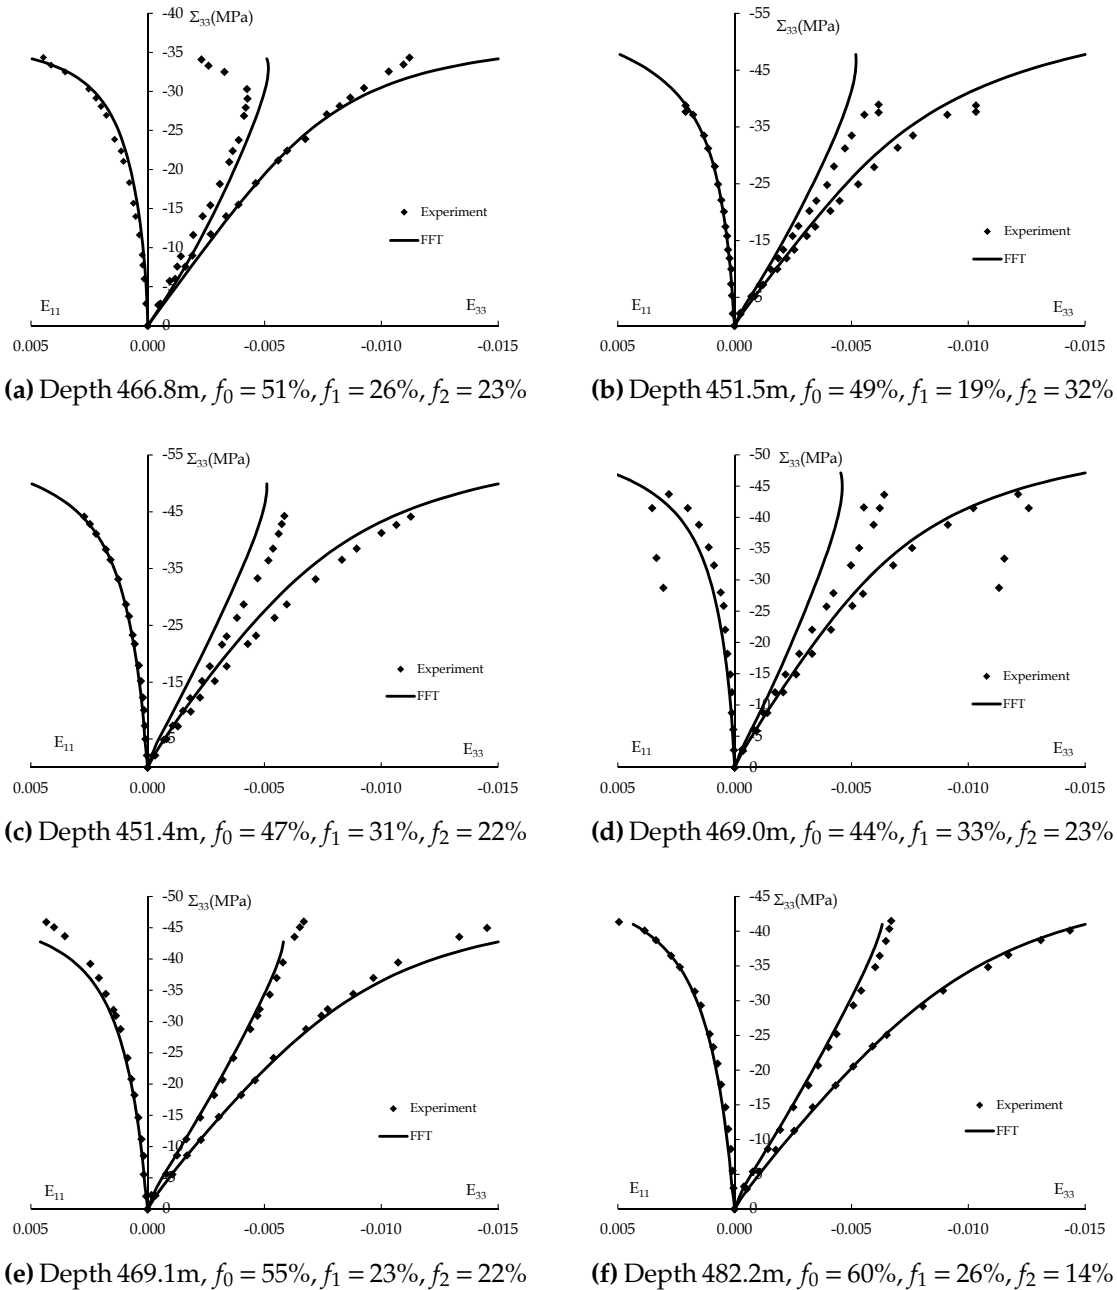 Σ33(MPa)
-40
-35
-30
-25
-20
-15
-10
-5
0
Experiment
FFT
E11
E33
0.005 0.000 -0.005 -0.010 -0.015
(a) Depth 466.8m, f0 = 51%, f1 = 26%, f2 = 23%
Σ33(MPa)
-55
-45
-35
-25
-15
-5
Experiment
FFT
E11
E33
0.005 0.000 -0.005 -0.010 -0.015
(b) Depth 451.5m, f0 = 49%, f1 = 19%, f2 = 32%
Σ33(MPa)
-55
-45
-35
-25
-15
-5
Experiment
FFT
E11
E33
0.005 0.000 -0.005 -0.010 -0.015
(c) Depth 451.4m, f0 = 47%, f1 = 31%, f2 = 22%
Σ33(MPa)
-50
-45
-40
-35
-30
-25
-20
-15
-10
-5
0
Experiment
FFT
E11
E33
0.005 0.000 -0.005 -0.010 -0.015
(d) Depth 469.0m, f0 = 44%, f1 = 33%, f2 = 23%
Σ33(MPa)
-50
-45
-40
-35
-30
-25
-20
-15
-10
-5
0
Experiment
FFT
E11
E33
0.005 0.000 -0.005 -0.010 -0.015
(e) Depth 469.1m, f0 = 55%, f1 = 23%, f2 = 22%
Σ33(MPa)
-45
-40
-35
-30
-25
-20
-15
-10
-5
0
Experiment
FFT
E11
E33
0.005 0.000 -0.005 -0.010 -0.015
(f) Depth 482.2m, f0 = 60%, f1 = 26%, f2 = 14%